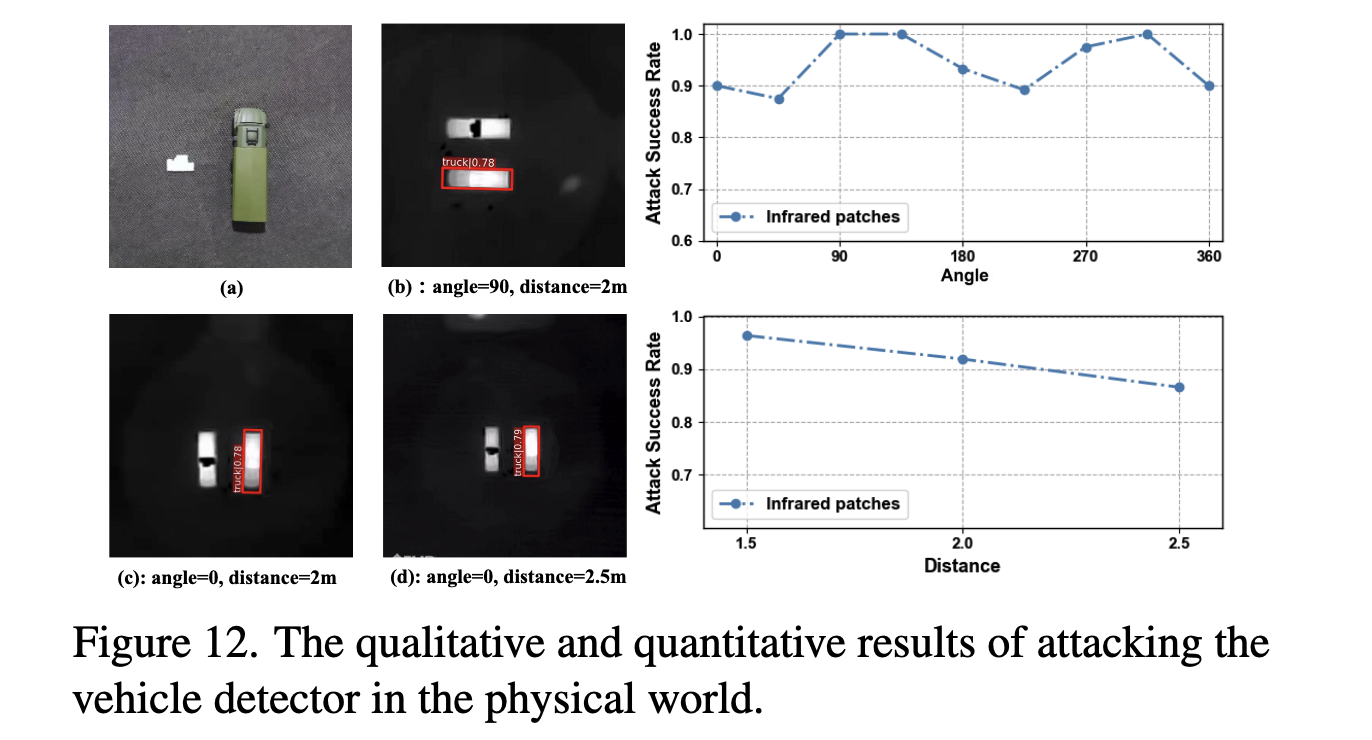 truck|0.78
(a)
(b) : angle=90, distance=2m
truck|0.78
truck|0.79
(c): angle=0, distance=2m
(d): angle=0, distance=2.5m
Attack Success Rate
1.0
0.9
0.8
0.7
0.6
Infrared patches
0
90
180
270
360
Angle
Attack Success Rate
1.0
0.9
0.8
0.7
Infrared patches
1.5
2.0
2.5
Distance
Figure 12. The qualitative and quantitative results of attacking the
vehicle detector in the physical world.